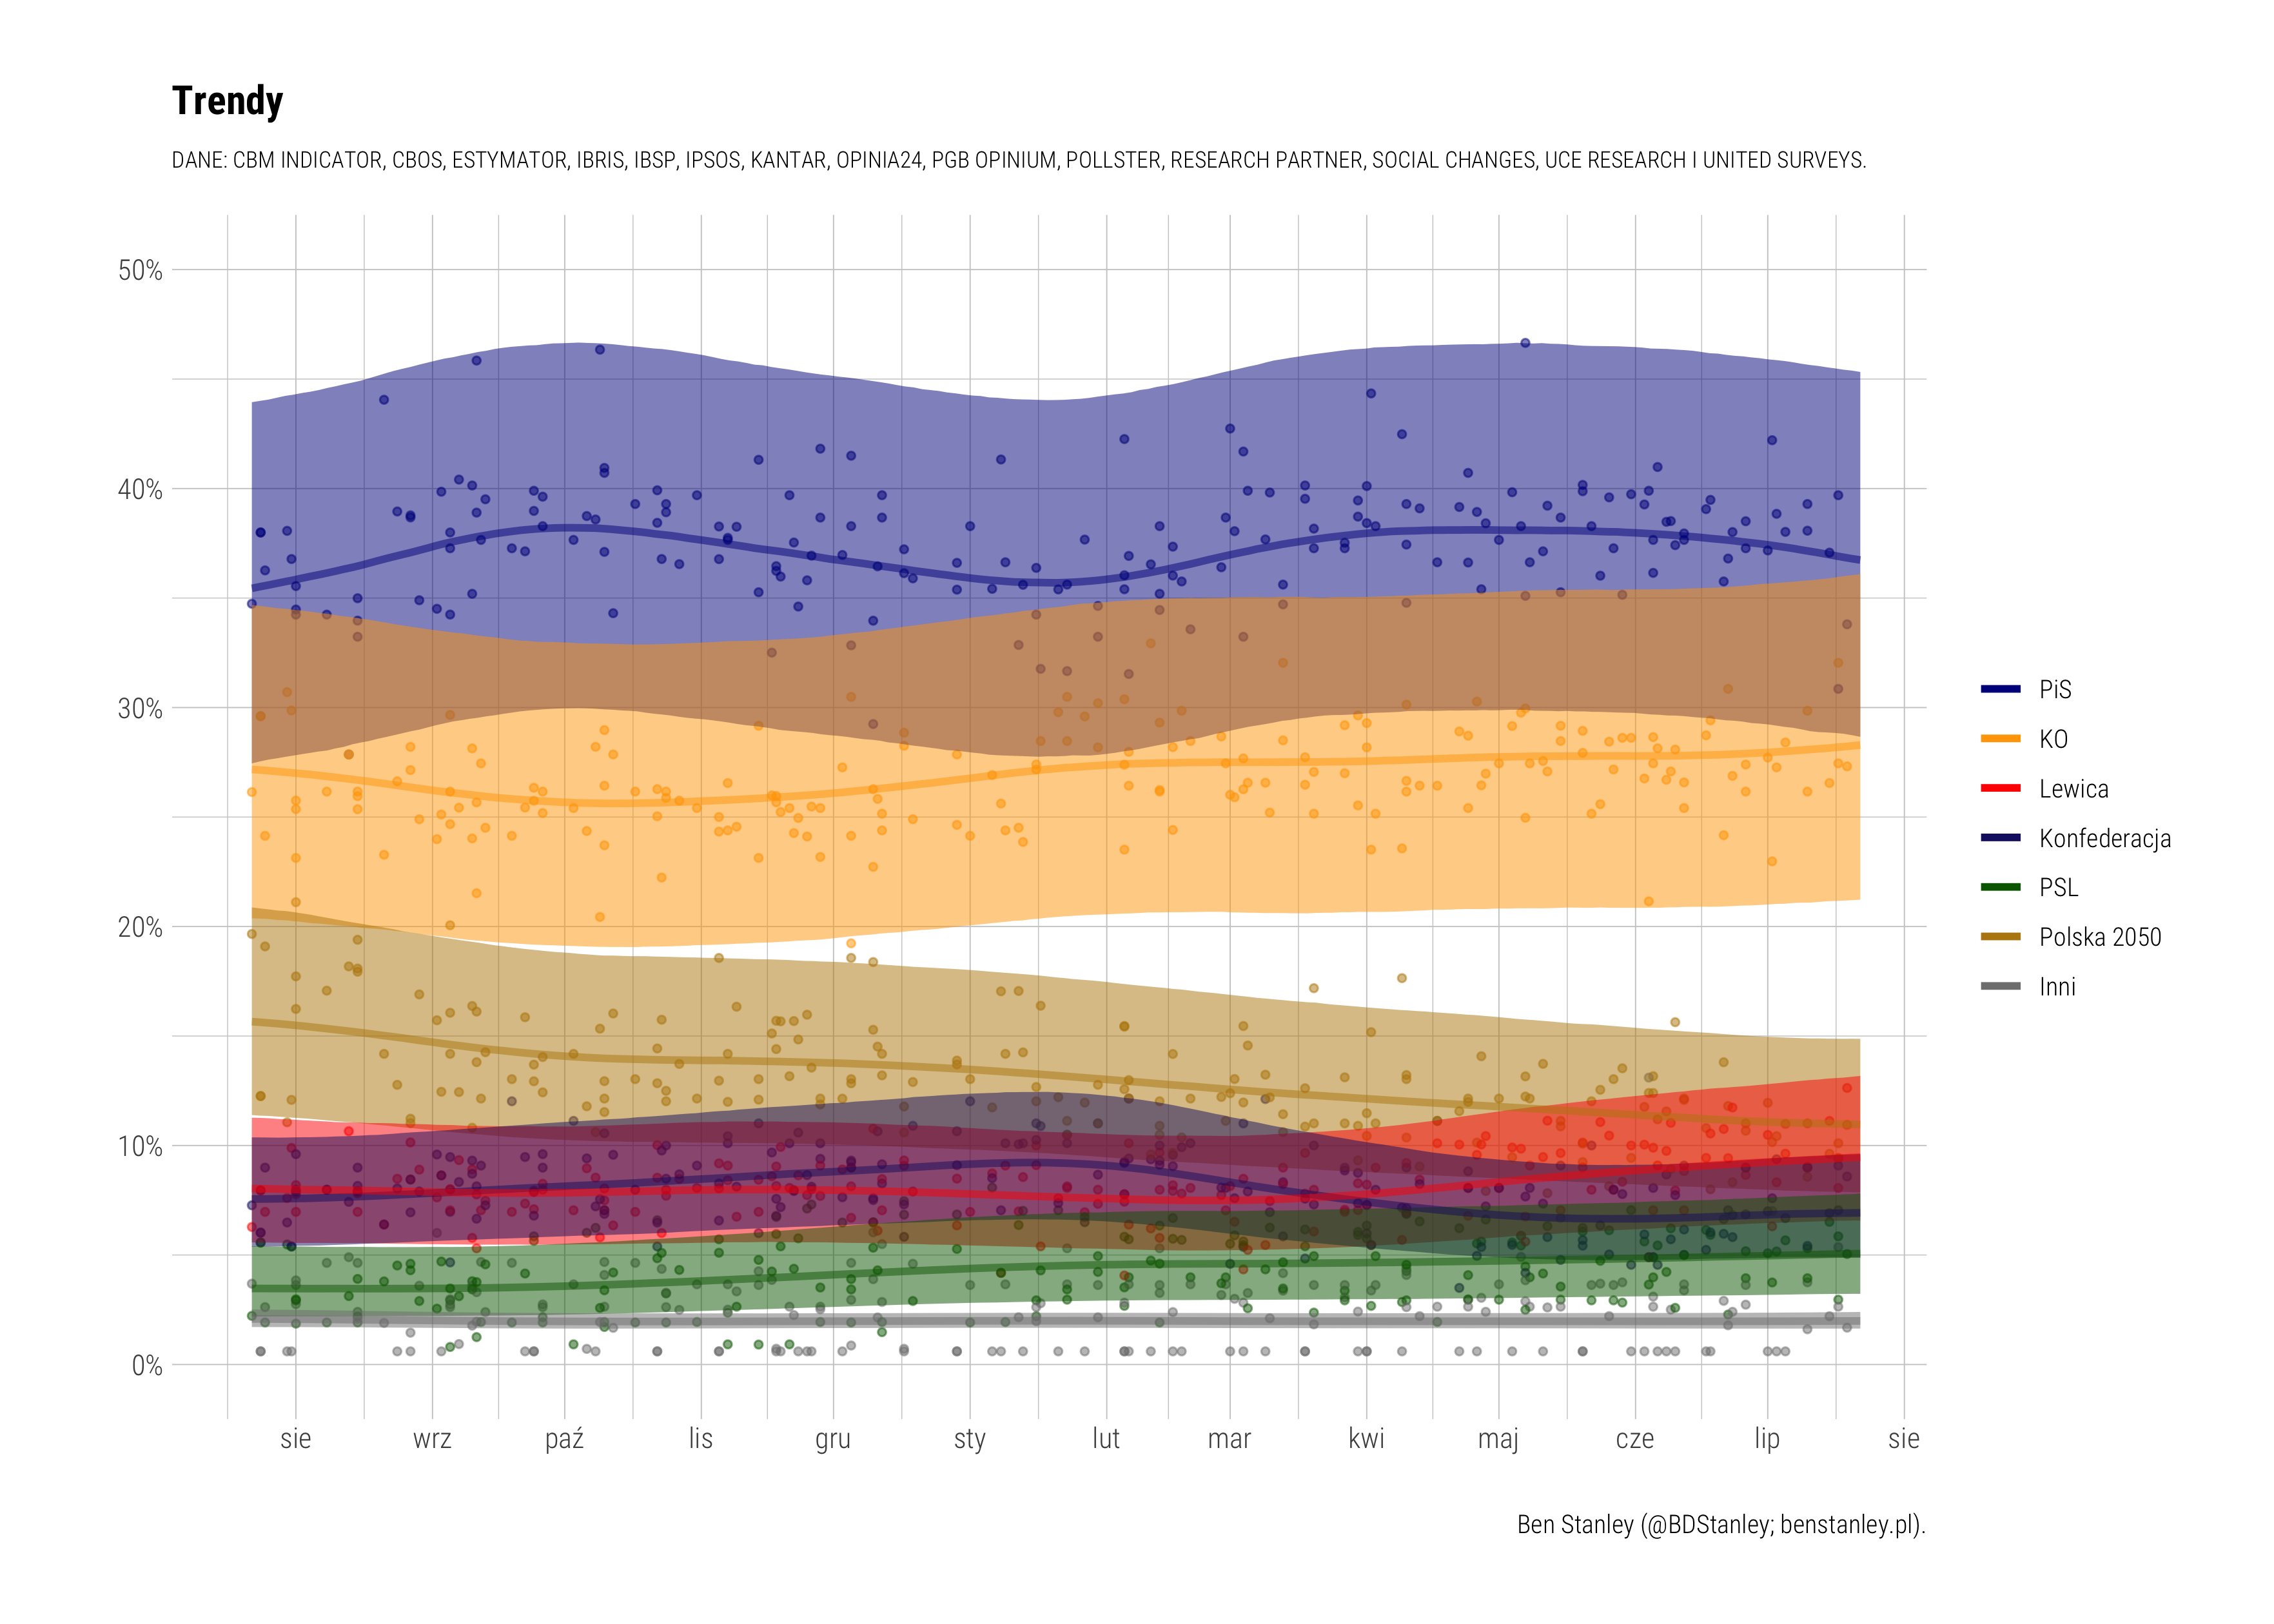 Trendy
DANE: CBM INDICATOR, CBOS, ESTYMATOR, IBRIS, IBSP, IPSOS, KANTAR, OPINIA24, PGB OPINIUM, POLLSTER, RESEARCH PARTNER, SOCIAL CHANGES, UCE RESEARCH I UNITED SURVEYS.
50%
40%
30%
20%
10%
0%
sie wrz paź lis gru sty lut mar kwi maj cze lip sie
PiS
KO
Lewica
Konfederacja
PSL
Polska 2050
Inni
Ben Stanley (@BDStanley; benstanley.pl).